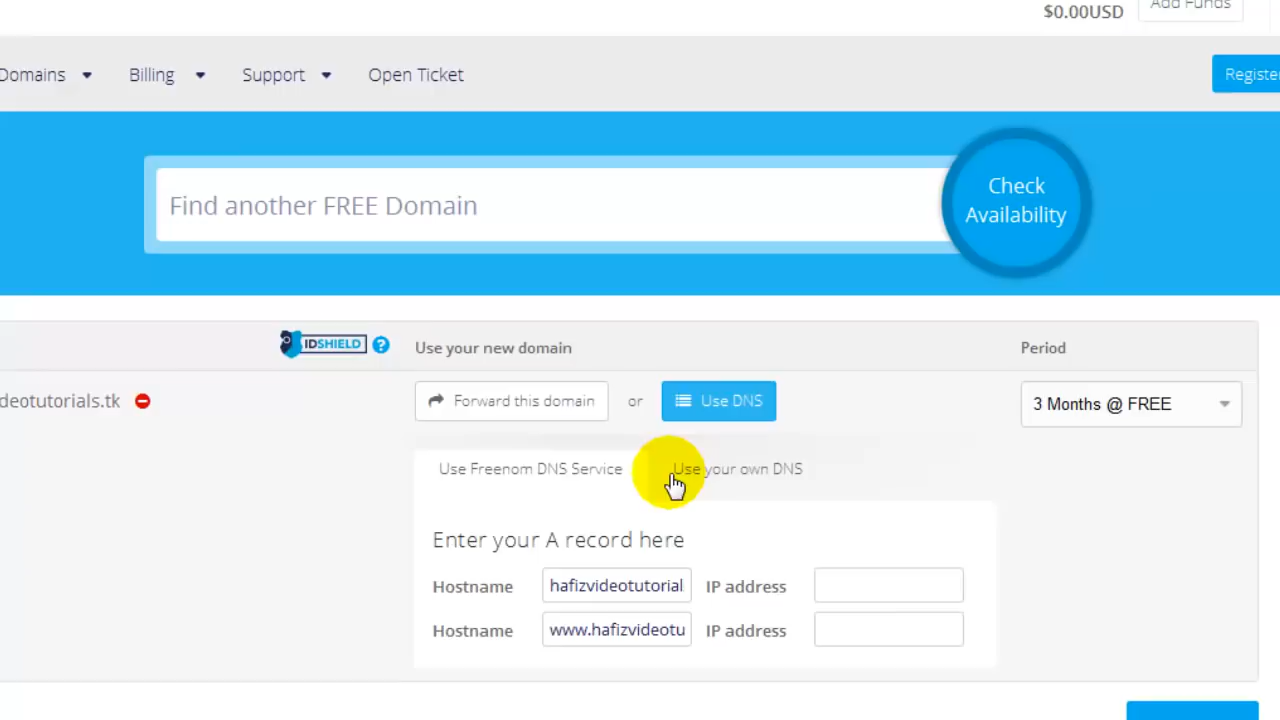 $0.00USD Add Funds
Domains Billing Support Open Ticket Registe
Find another FREE Domain
Check
Availability
IDSHIELD ? Use your new domain Period
deotutorials.tk Forward this domain or Use DNS 3 Months @ FREE
Use Freenom DNS Service Use your own DNS
Enter your A record here
Hostname hafizvideotutorial IP address
Hostname www.hafizvideotu IP address